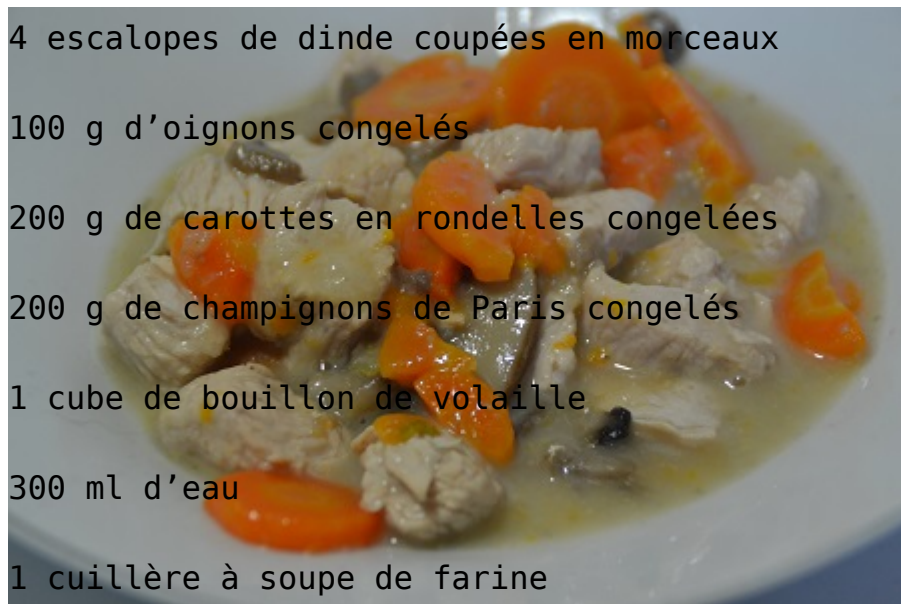 4 escalopes de dinde coupées en morceaux
100 g d’oignons congelés
200 g de carottes en rondelles congelées
200 g de champignons de Paris congelés
1 cube de bouillon de volaille
300 ml d’eau
1 cuillère à soupe de farine